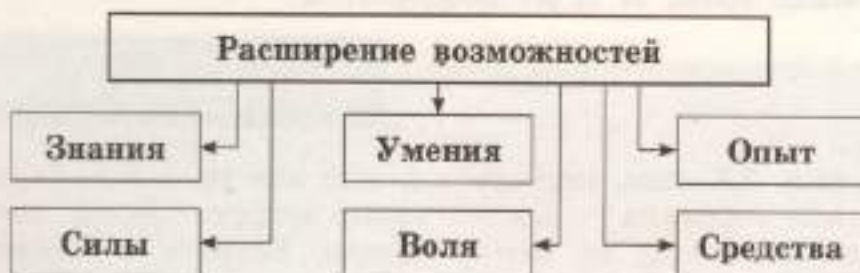 Расширение возможностей
Знания
Умения
Опыт
Силы
Воля
Средства